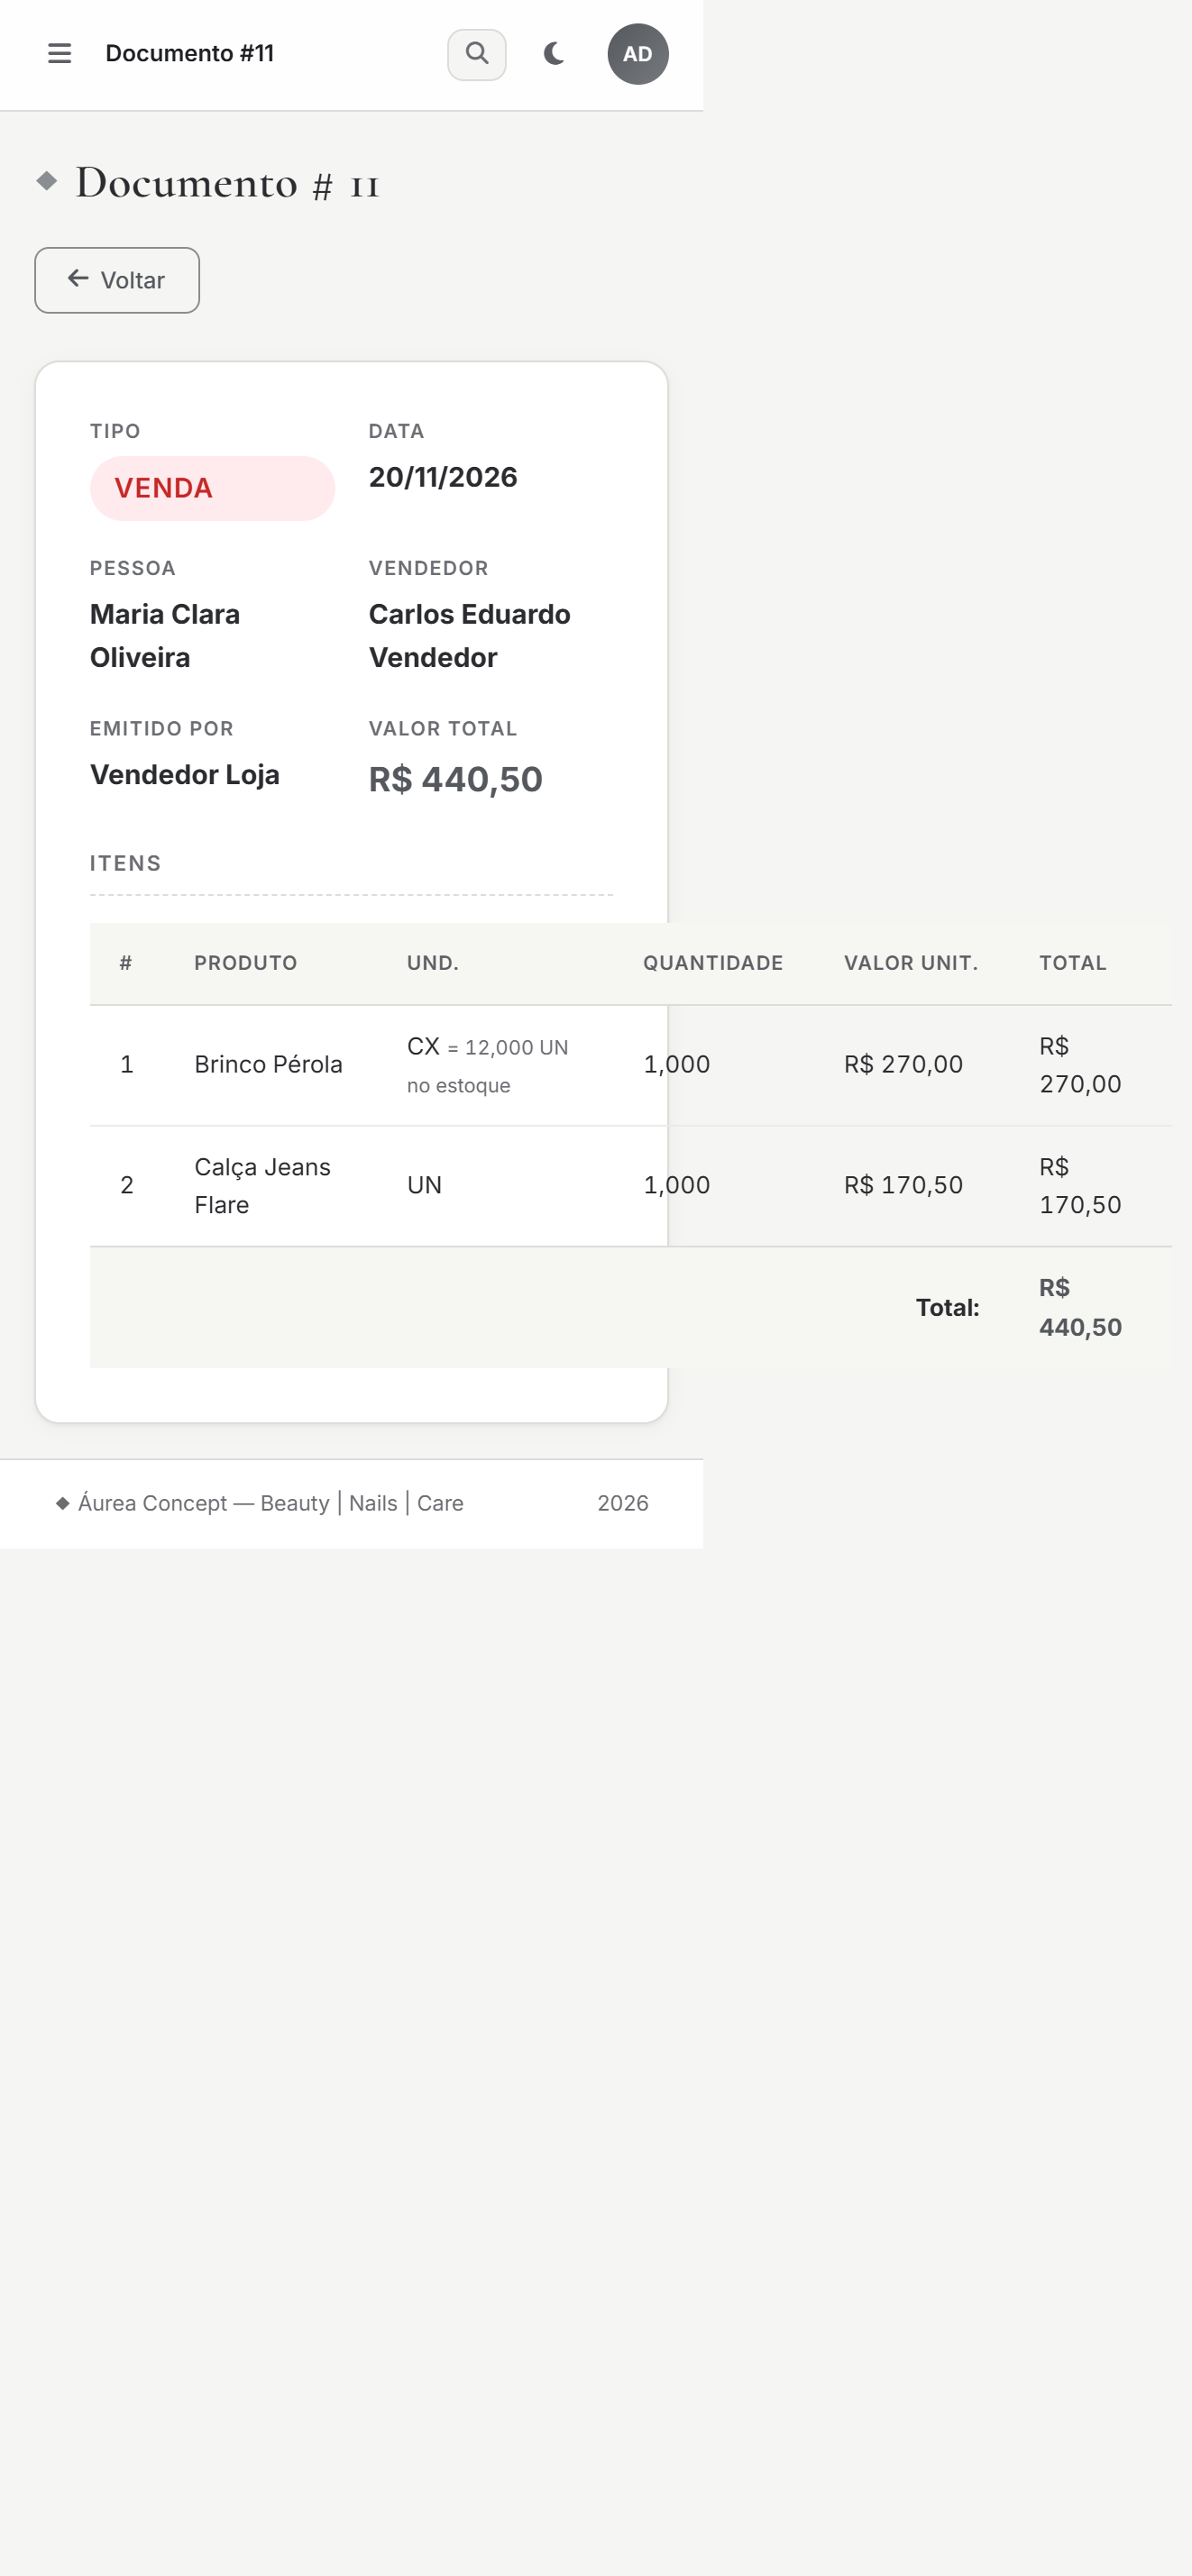 Documento #11
AD
Documento # 11
Voltar
TIPO DATA
VENDA 20/11/2026
PESSOA VENDEDOR
Maria Clara Oliveira
Carlos Eduardo Vendedor
EMITIDO POR VALOR TOTAL
Vendedor Loja R$ 440,50
ITENS
# PRODUTO UND. QUANTIDADE VALOR UNIT. TOTAL
1 Brinco Pérola CX = 12,000 UN no estoque 1,000 R$ 270,00 R$ 270,00
2 Calça Jeans Flare UN 1,000 R$ 170,50 R$ 170,50
Total: R$ 440,50
Áurea Concept — Beauty | Nails | Care 2026